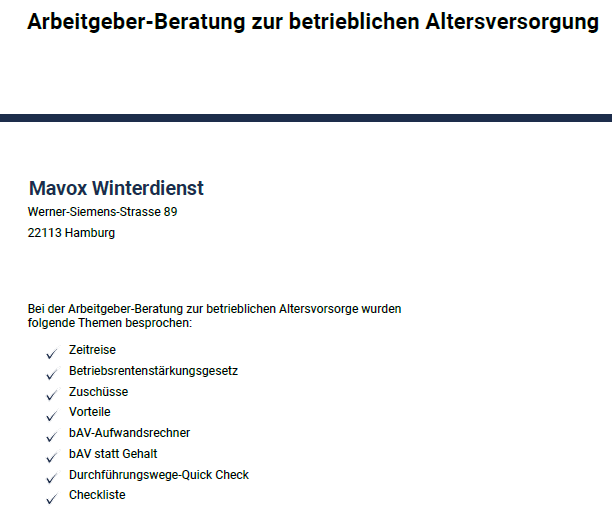 Arbeitgeber-Beratung zur betrieblichen Altersversorgung
Mavox Winterdienst
Werner-Siemens-Strasse 89
22113 Hamburg
Bei der Arbeitgeber-Beratung zur betrieblichen Altersvorsorge wurden
folgende Themen besprochen:
Zeitreise
Betriebsrentenstärkungsgesetz
Zuschüsse
Vorteile
bAV-Aufwandsrechner
bAV statt Gehalt
Durchführungswege-Quick Check
Checkliste